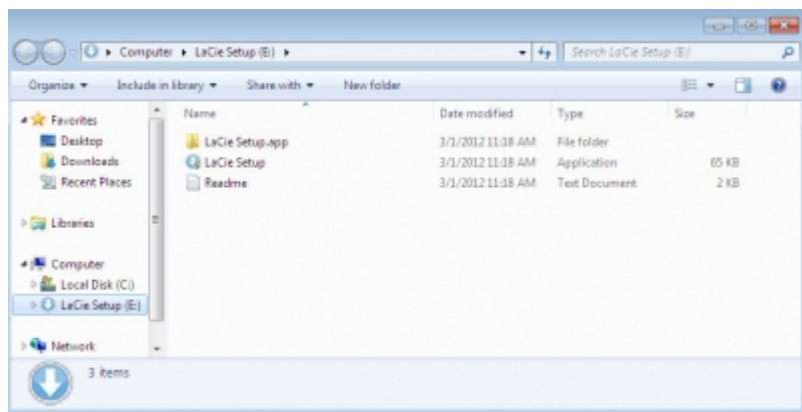 Computer ▸ LaCie Setup (E:) ▸
Search LaCie Setup (E:)
Organize Include in library Share with New folder
Name Date modified Type Size
Favorites
Desktop
Downloads
Recent Places
Libraries
Computer
Local Disk (C:)
LaCie Setup (E:)
Network
LaCie Setup.app 3/1/2012 11:18 AM File folder
LaCie Setup 3/1/2012 11:18 AM Application 65 KB
Readme 3/1/2012 11:18 AM Text Document 2 KB
3 items